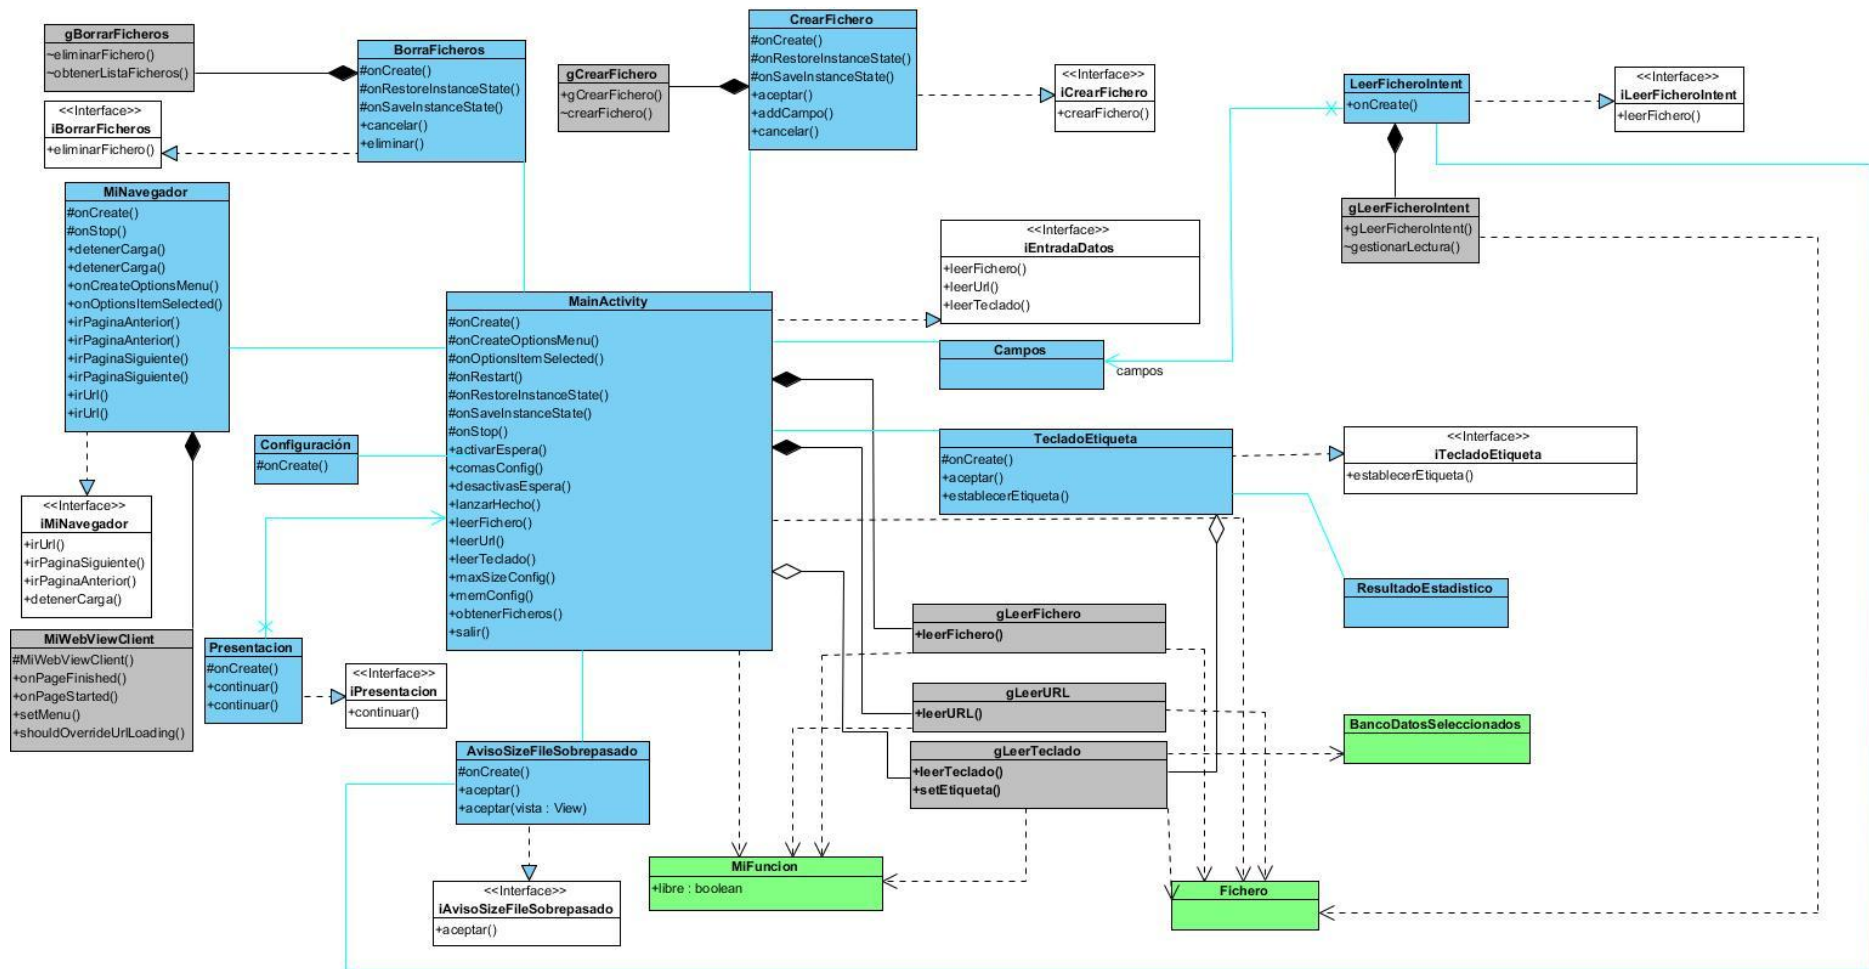 gBorrarFicheros
~eliminarFichero()
~obtenerListaFicheros()
<<Interface>>
iBorrarFicheros
+eliminarFichero()
BorraFicheros
#onCreate()
#onRestoreInstanceState()
#onSaveInstanceState()
+cancelar()
+eliminar()
gCrearFichero
+gCrearFichero()
~crearFichero()
CrearFichero
#onCreate()
#onRestoreInstanceState()
#onSaveInstanceState()
+aceptar()
+addCampo()
+cancelar()
<<Interface>>
iCrearFichero
+crearFichero()
LeerFicheroIntent
+onCreate()
<<Interface>>
iLeerFicheroIntent
+leerFichero()
gLeerFicheroIntent
+gLeerFicheroIntent()
~gestionarLectura()
MiNavegador
#onCreate()
#onStop()
+detenerCarga()
+detenerCarga()
+onCreateOptionsMenu()
+onOptionsItemSelected()
+irPaginaAnterior()
+irPaginaAnterior()
+irPaginaSiguiente()
+irPaginaSiguiente()
+irUrl()
+irUrl()
<<Interface>>
iEntradaDatos
+leerFichero()
+leerUrl()
+leerTeclado()
MainActivity
#onCreate()
#onCreateOptionsMenu()
#onOptionsItemSelected()
#onRestart()
#onRestoreInstanceState()
#onSaveInstanceState()
#onStop()
+activarEspera()
+comasConfig()
+desactivasEspera()
+lanzarHecho()
+leerFichero()
+leerUrl()
+leerTeclado()
+maxSizeConfig()
+memConfig()
+obtenerFicheros()
+salir()
Campos
campos
Configuración
#onCreate()
TecladoEtiqueta
#onCreate()
+aceptar()
+establecerEtiqueta()
<<Interface>>
iTecladoEtiqueta
+establecerEtiqueta()
<<Interface>>
iMiNavegador
+irUrl()
+irPaginaSiguiente()
+irPaginaAnterior()
+detenerCarga()
ResultadoEstadistico
MiWebViewClient
#MiWebViewClient()
+onPageFinished()
+onPageStarted()
+setMenu()
+shouldOverrideUrlLoading()
Presentacion
#onCreate()
+continuar()
+continuar()
<<Interface>>
iPresentacion
+continuar()
gLeerFichero
+leerFichero()
gLeerURL
+leerURL()
gLeerTeclado
+leerTeclado()
+setEtiqueta()
BancoDatosSeleccionados
AvisoSizeFileSobrepasado
#onCreate()
+aceptar()
+aceptar(vista : View)
<<Interface>>
iAvisoSizeFileSobrepasado
+aceptar()
MiFuncion
+libre : boolean
Fichero